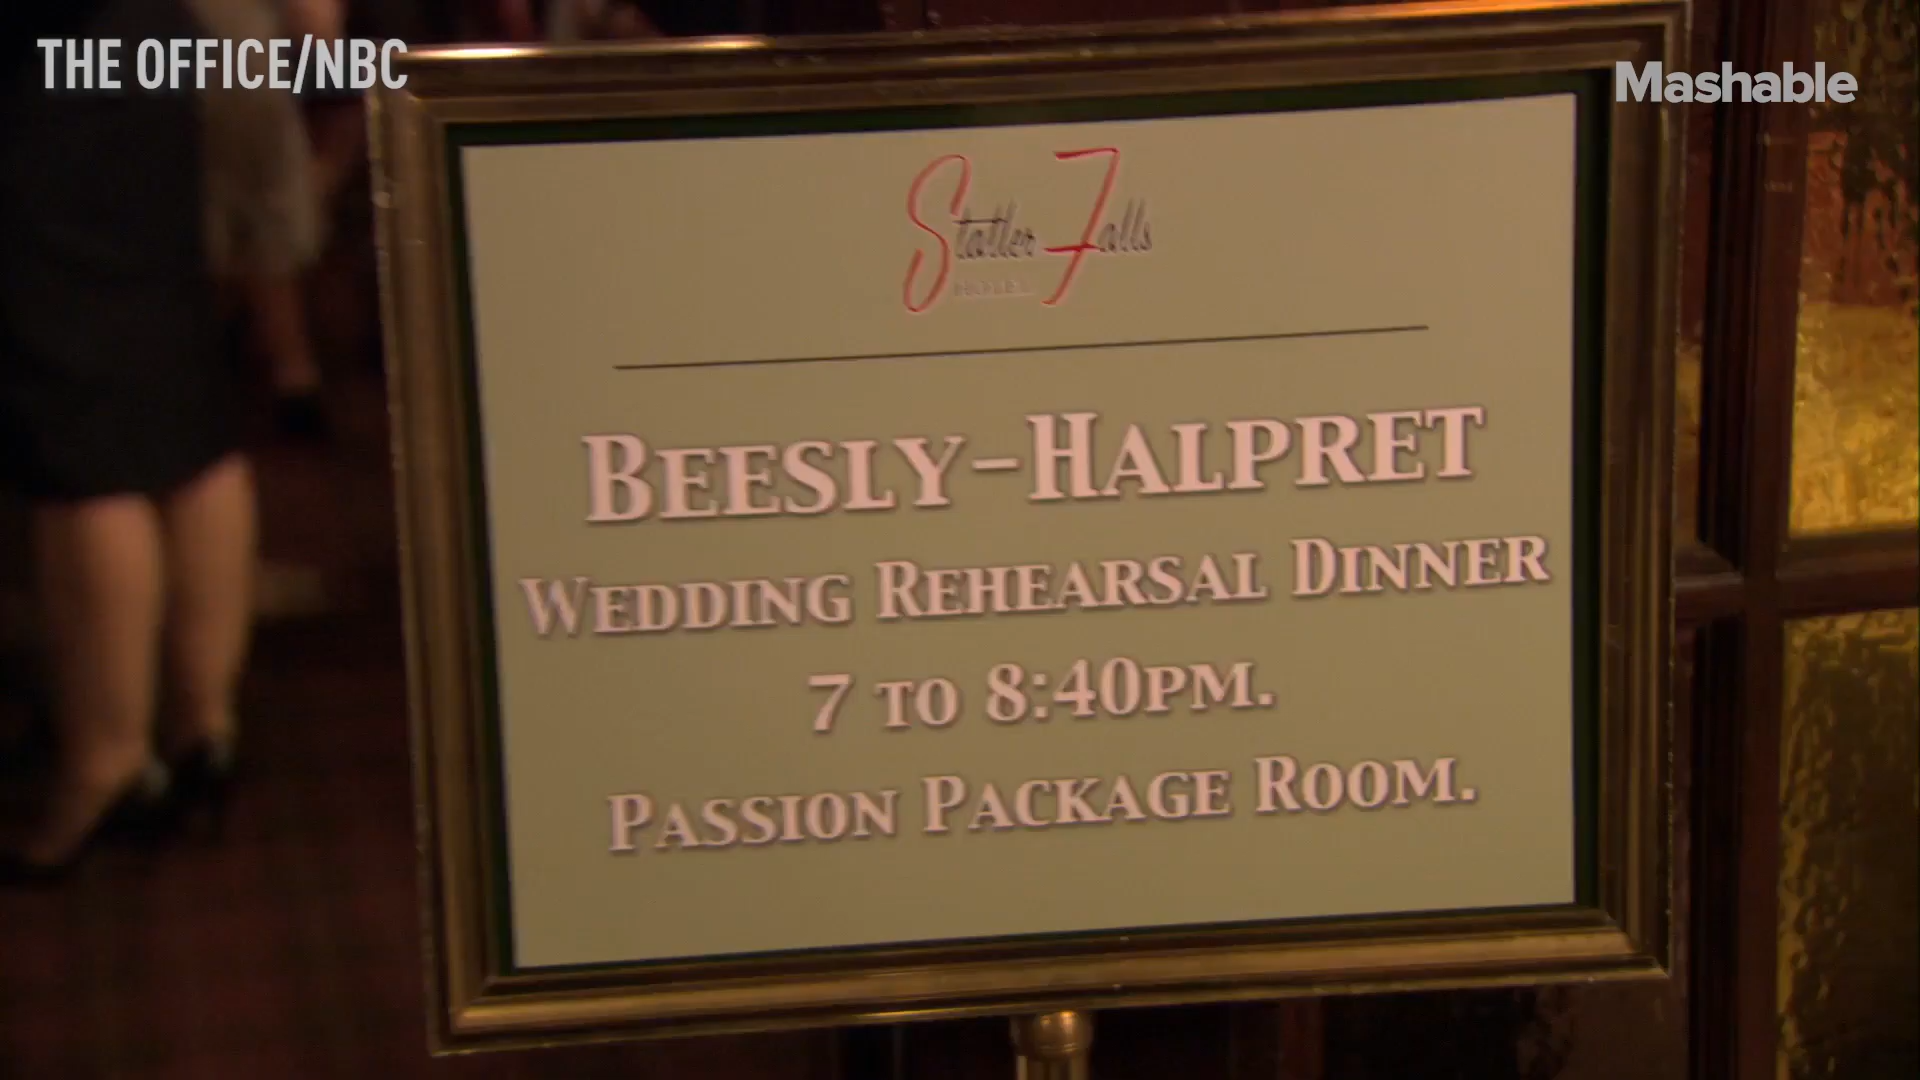 THE OFFICE/NBC
Mashable
Statler Falls
HOTEL
BEESLY-HALPRET
WEDDING REHEARSAL DINNER
7 TO 8:40PM.
PASSION PACKAGE ROOM.